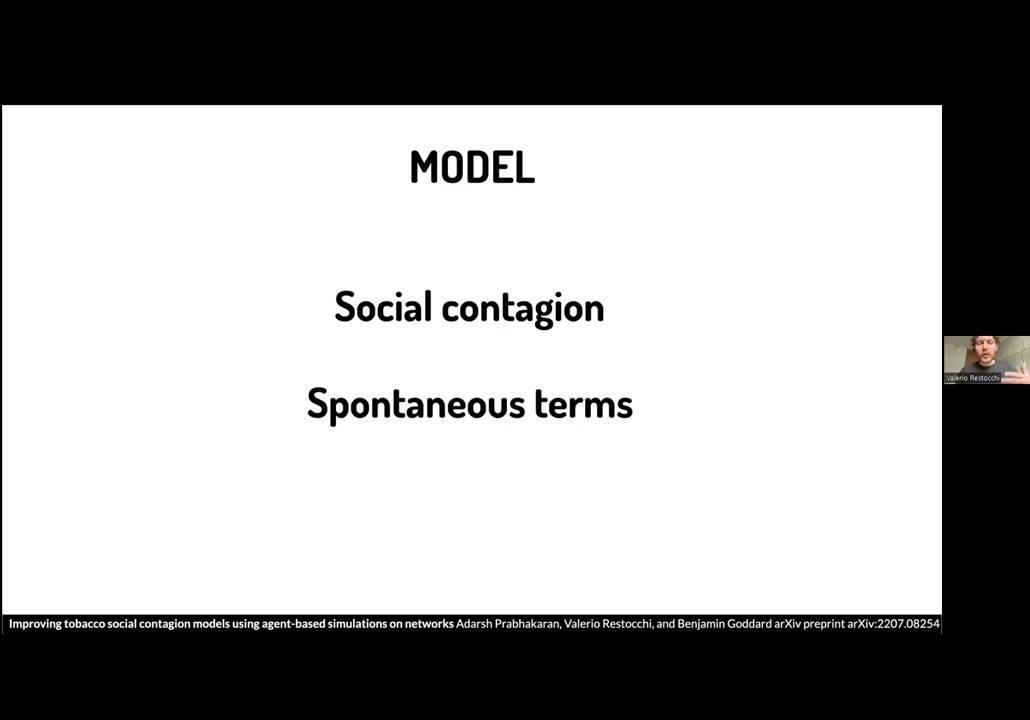 MODEL
Social contagion
Valerio Restocchi
Spontaneous terms
Improving tobacco social contagion models using agent-based simulations on networks Adarsh Prabhakaran, Valerio Restocchi, and Benjamin Goddard arXiv preprint arXiv:2207.08254